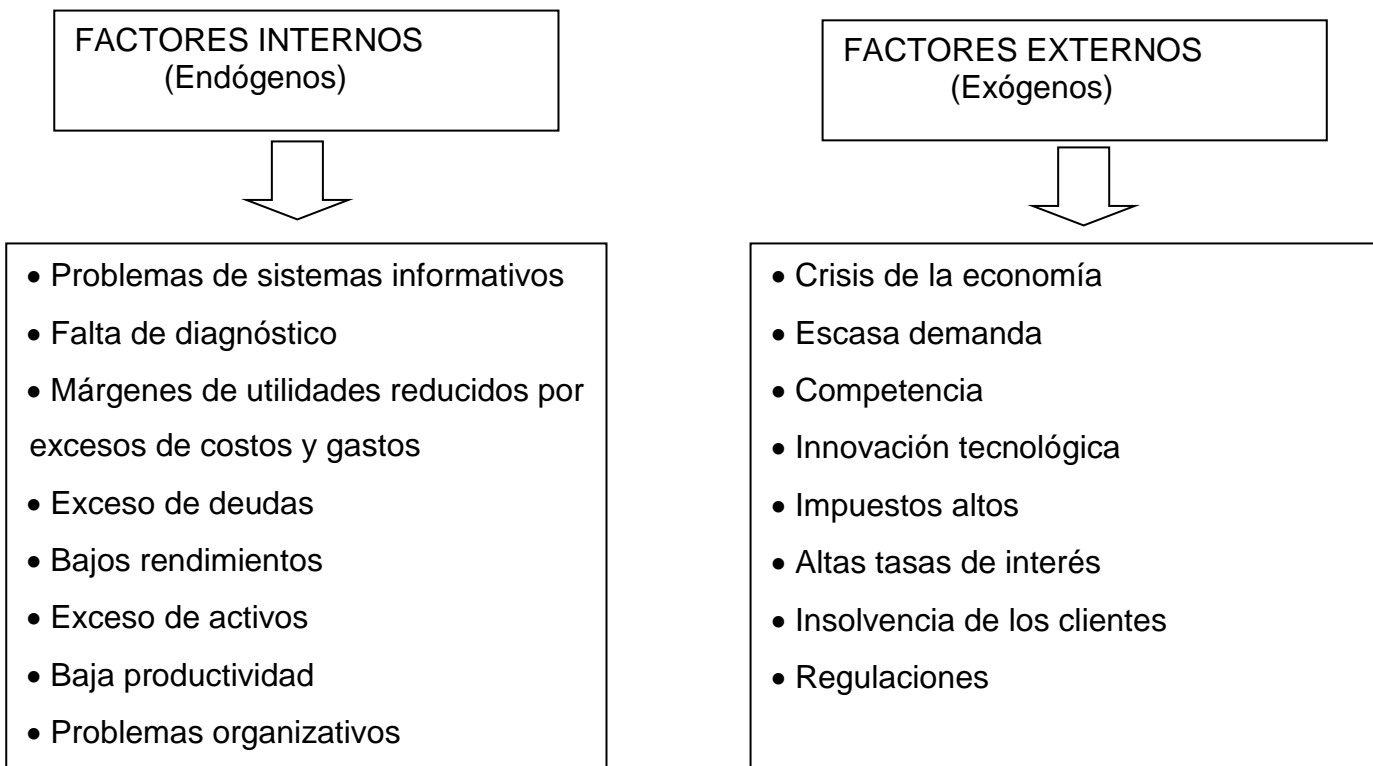 FACTORES INTERNOS
(Endógenos)
• Problemas de sistemas informativos
• Falta de diagnóstico
• Márgenes de utilidades reducidos por
excesos de costos y gastos
• Exceso de deudas
• Bajos rendimientos
• Exceso de activos
• Baja productividad
• Problemas organizativos
FACTORES EXTERNOS
(Exógenos)
• Crisis de la economía
• Escasa demanda
• Competencia
• Innovación tecnológica
• Impuestos altos
• Altas tasas de interés
• Insolvencia de los clientes
• Regulaciones